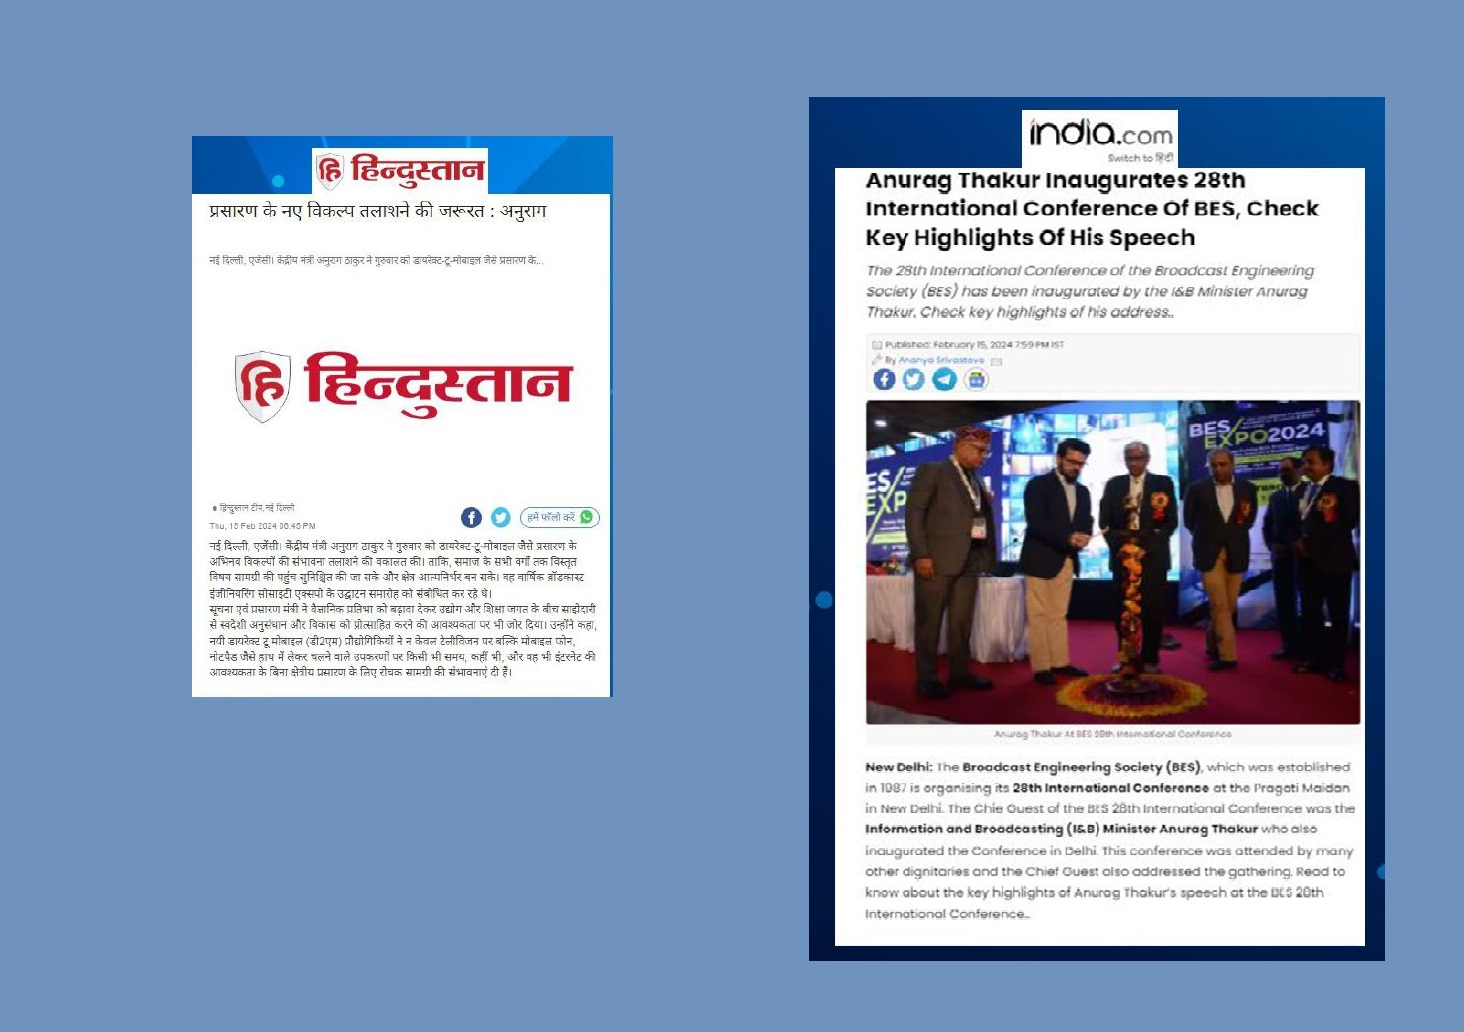 हि हिन्दुस्तान
प्रसारण के नए विकल्प तलाशने की जरूरत : अनुराग
नई दिल्ली, एजेंसी। केंद्रीय मंत्री अनुराग ठाकुर ने गुरुवार को डायरेक्ट-टू-मोबाइल जैसे प्रसारण के...
हि हिन्दुस्तान
हिन्दुस्तान टीम,नई दिल्ली
Thu, 15 Feb 2024 06:45 PM
हमें फॉलो करें
नई दिल्ली, एजेंसी। केंद्रीय मंत्री अनुराग ठाकुर ने गुरुवार को डायरेक्ट-टू-मोबाइल जैसे प्रसारण के
अभिनव विकल्पों की संभावना तलाशने की वकालत की। ताकि, समाज के सभी वर्गों तक विस्तृत
विषय सामग्री की पहुंच सुनिश्चित की जा सके और क्षेत्र आत्मनिर्भर बन सके। वह वार्षिक ब्रॉडकास्ट
इंजीनियरिंग सोसाइटी एक्सपो के उद्घाटन समारोह को संबोधित कर रहे थे।
सूचना एवं प्रसारण मंत्री ने वैज्ञानिक प्रतिभा को बढ़ावा देकर उद्योग और शिक्षा जगत के बीच साझेदारी
से स्वदेशी अनुसंधान और विकास को प्रोत्साहित करने की आवश्यकता पर भी जोर दिया। उन्होंने कहा,
नयी डायरेक्ट टू मोबाइल (डी2एम) प्रौद्योगिकियों ने न केवल टेलीविजन पर बल्कि मोबाइल फोन,
नोटपैड जैसे हाथ में लेकर चलने वाले उपकरणों पर किसी भी समय, कहीं भी, और वह भी इंटरनेट की
आवश्यकता के बिना क्षेत्रीय प्रसारण के लिए रोचक सामग्री की संभावनाएं दी हैं।
india.com
Switch to हिंदी
Anurag Thakur Inaugurates 28th
International Conference Of BES, Check
Key Highlights Of His Speech
The 28th International Conference of the Broadcast Engineering
Society (BES) has been inaugurated by the I&B Minister Anurag
Thakur. Check key highlights of his address..
Published: February 15, 2024 7:59 PM IST
By Ananya Srivastava
BES/
EXPO2024
BES/
EXP
Anurag Thakur At BES 28th International Conference
New Delhi: The Broadcast Engineering Society (BES), which was established
in 1987 is organising its 28th International Conference at the Pragati Maidan
in New Delhi. The Chie Guest of the BES 28th International Conference was the
Information and Broadcasting (I&B) Minister Anurag Thakur who also
inaugurated the Conference in Delhi. This conference was attended by many
other dignitaries and the Chief Guest also addressed the gathering. Read to
know about the key highlights of Anurag Thakur's speech at the BES 28th
International Conference..